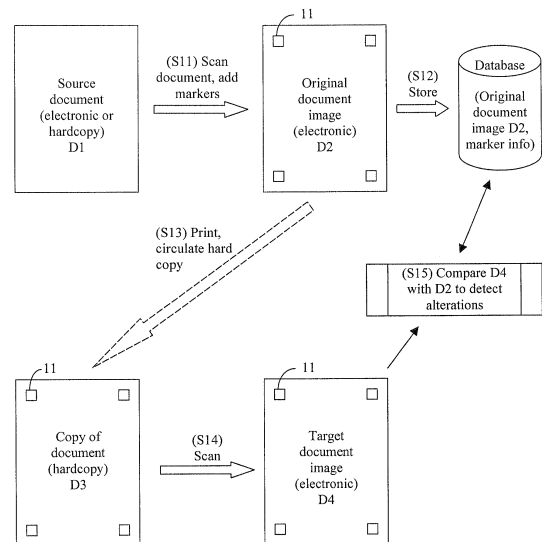 11
Source
document
(electronic or
hardcopy)
D1
(S11) Scan
document, add
markers
Original
document
image
(electronic)
D2
(S12)
Store
Database
(Original
document
image D2,
marker info)
(S13) Print,
circulate hard
copy
(S15) Compare D4
with D2 to detect
alterations
11
Copy of
document
(hardcopy)
D3
(S14)
Scan
11
Target
document
image
(electronic)
D4